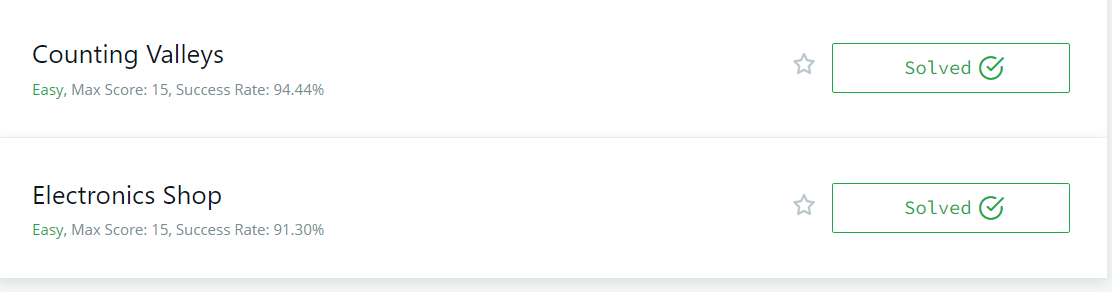 Counting Valleys
Solved
Easy, Max Score: 15, Success Rate: 94.44%
Electronics Shop
Solved
Easy, Max Score: 15, Success Rate: 91.30%